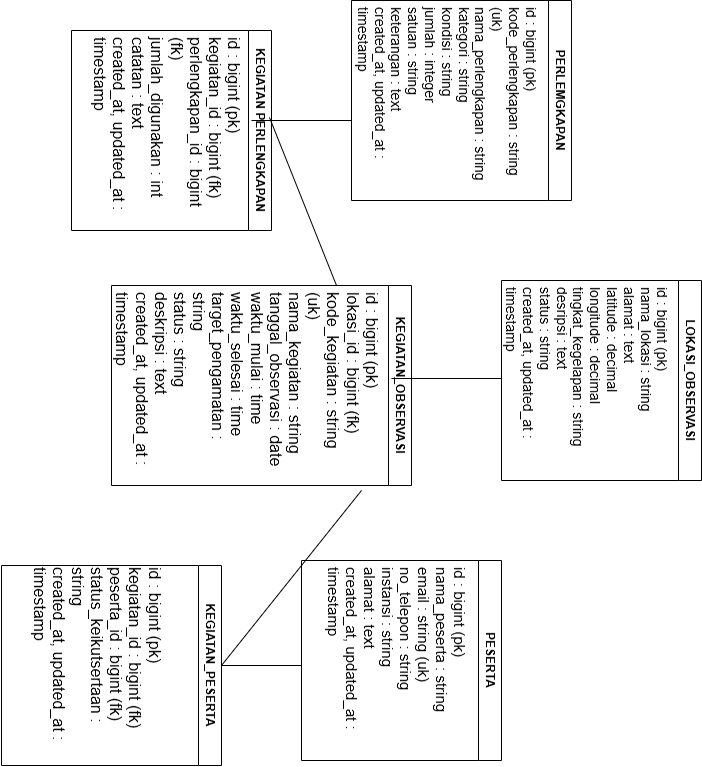 PERLEMGKAPAN
id : bigint (pk)
kode_perlengkapan : string
(uk)
nama_perlengkapan : string
kategori : string
kondisi : string
jumlah : integer
satuan : string
keterangan : text
created_at, updated_at :
timestamp
KEGIATAN PERLENGKAPAN
id : bigint (pk)
kegiatan_id : bigint (fk)
perlengkapan_id : bigint
(fk)
jumlah_digunakan : int
catatan : text
created_at, updated_at :
timestamp
LOKASI_OBSERVASI
id : bigint (pk)
nama_lokasi : string
alamat : text
latitude : decimal
longitude : decimal
tingkat_kegelapan : string
desripsi : text
status : string
created_at, updated_at :
timestamp
KEGIATAN_OBSERVASI
id : bigint (pk)
lokasi_id : bigint (fk)
kode_kegiatan : string
(uk)
nama_kegiatan : string
tanggal_observasi : date
waktu_mulai : time
waktu_selesai : time
target_pengamatan :
string
status : string
deskripsi : text
created_at, updated_at :
timestamp
PESERTA
id : bigint (pk)
nama_peserta : string
email : string (uk)
no_telepon : string
instansi : string
alamat : text
created_at, updated_at :
timestamp
KEGIATAN_PESERTA
id : bigint (pk)
kegiatan_id : bigint (fk)
peserta_id : bigint (fk)
status_keikutsertaan :
string
created_at, updated_at :
timestamp